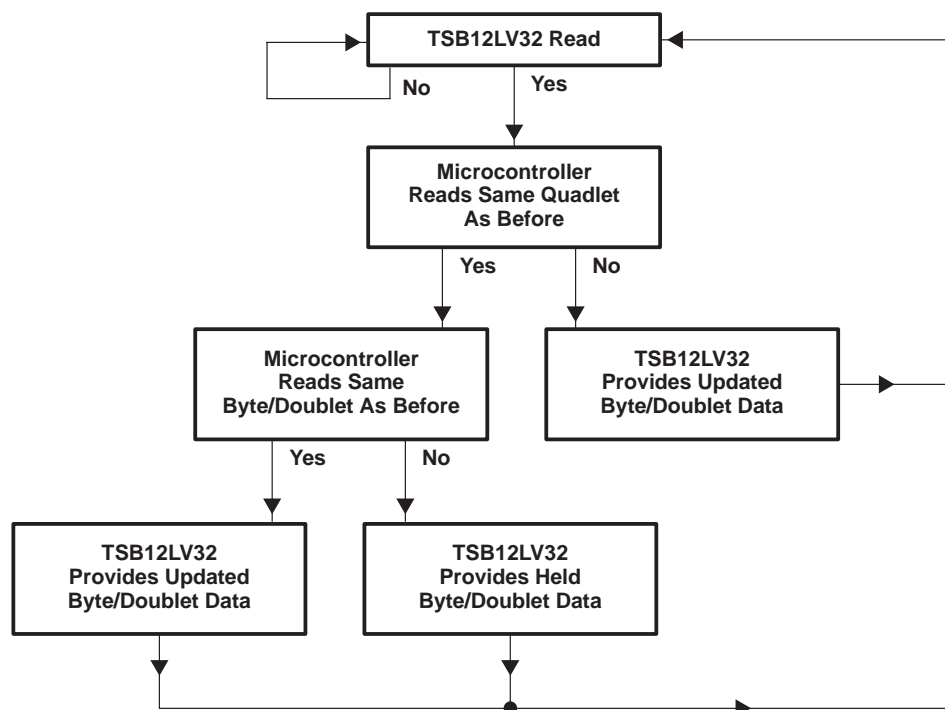 TSB12LV32 Read
No
Yes
Microcontroller
Reads Same Quadlet
As Before
Yes
No
Microcontroller
Reads Same
Byte/Doublet As Before
TSB12LV32
Provides Updated
Byte/Doublet Data
Yes
No
TSB12LV32
Provides Updated
Byte/Doublet Data
TSB12LV32
Provides Held
Byte/Doublet Data